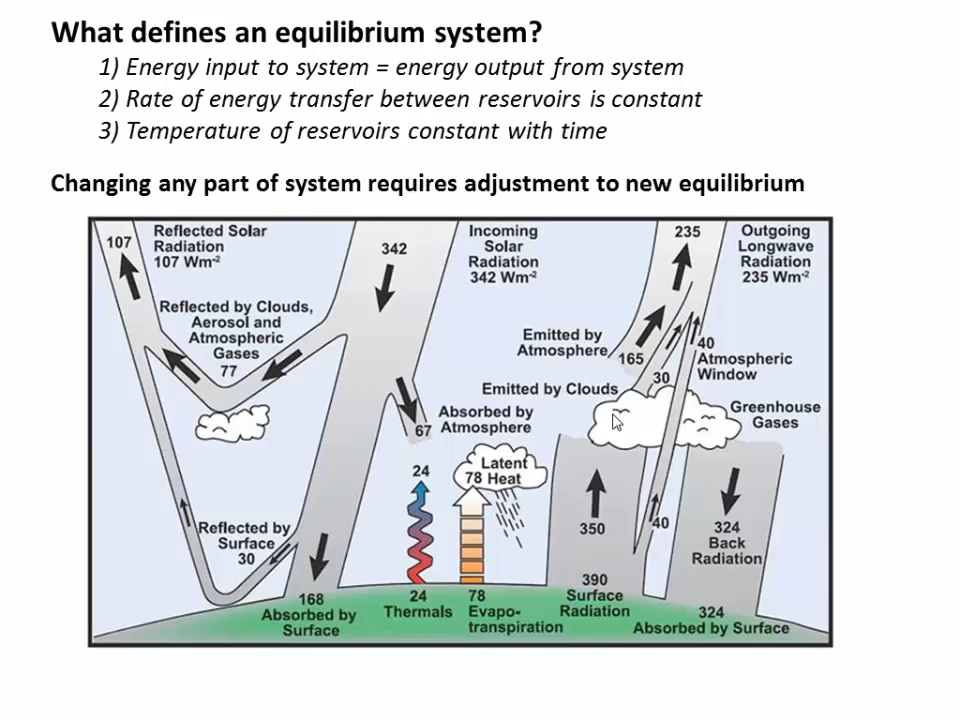 What defines an equilibrium system?
1) Energy input to system = energy output from system
2) Rate of energy transfer between reservoirs is constant
3) Temperature of reservoirs constant with time
Changing any part of system requires adjustment to new equilibrium
107
Reflected Solar
Radiation
107 Wm⁻²
342
Incoming
Solar
Radiation
342 Wm⁻²
235
Outgoing
Longwave
Radiation
235 Wm⁻²
Reflected by Clouds,
Aerosol and
Atmospheric
Gases
77
Emitted by
Atmosphere
165
40
Atmospheric
Window
Emitted by Clouds
30
Absorbed by
67 Atmosphere
Greenhouse
Gases
24
Latent
78 Heat
350
40
324
Back
Radiation
Reflected by
Surface
30
168
Absorbed by
Surface
24
Thermals
78
Evapo-
transpiration
390
Surface
Radiation
324
Absorbed by Surface